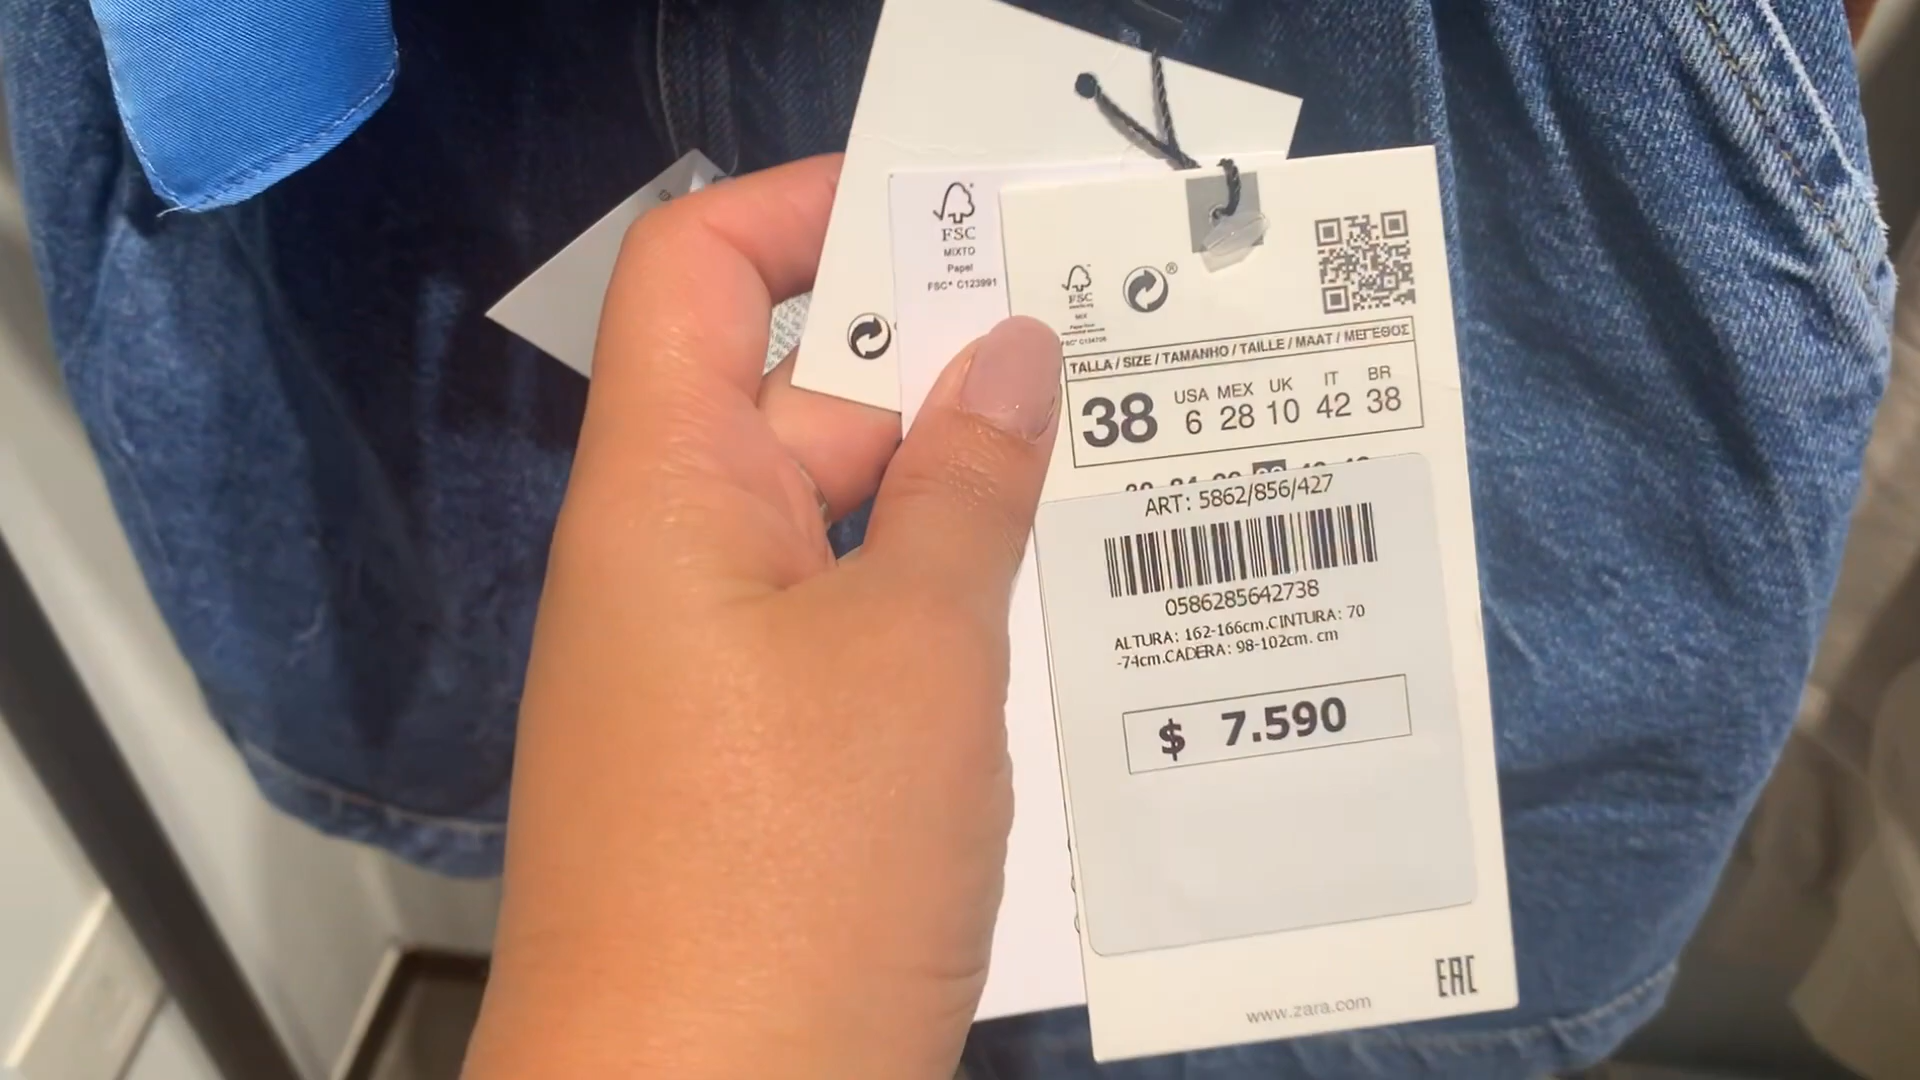 FSC
MIXTO
Papel
FSC® C123991
FSC
MIX
®
TALLA / SIZE / TAMANHO / TAILLE / MAAT / ΜΕΓΕΘΟΣ
38
USA MEX UK IT BR
6 28 10 42 38
ART: 5862/856/427
0586285642738
ALTURA: 162-166cm.CINTURA: 70
-74cm.CADERA: 98-102cm. cm
$ 7.590
www.zara.com
EAC